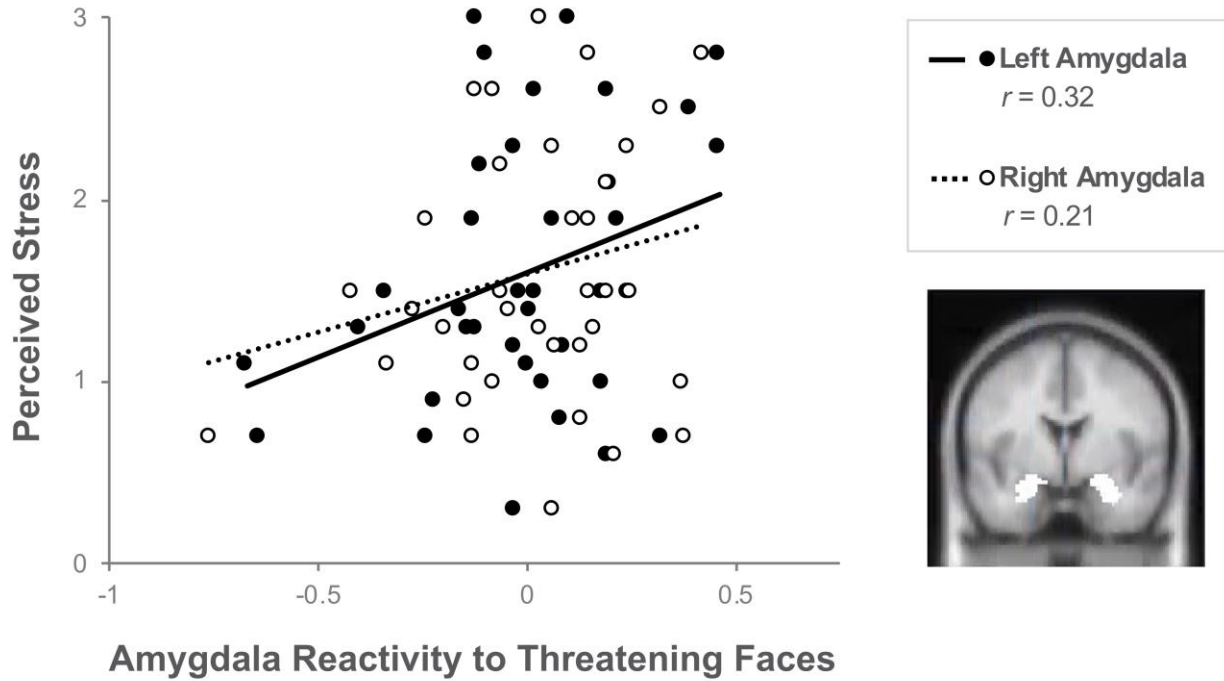 3
2
1
0
-1
-0.5
0
0.5
Perceived Stress
Amygdala Reactivity to Threatening Faces
Left Amygdala
r = 0.32
Right Amygdala
r = 0.21